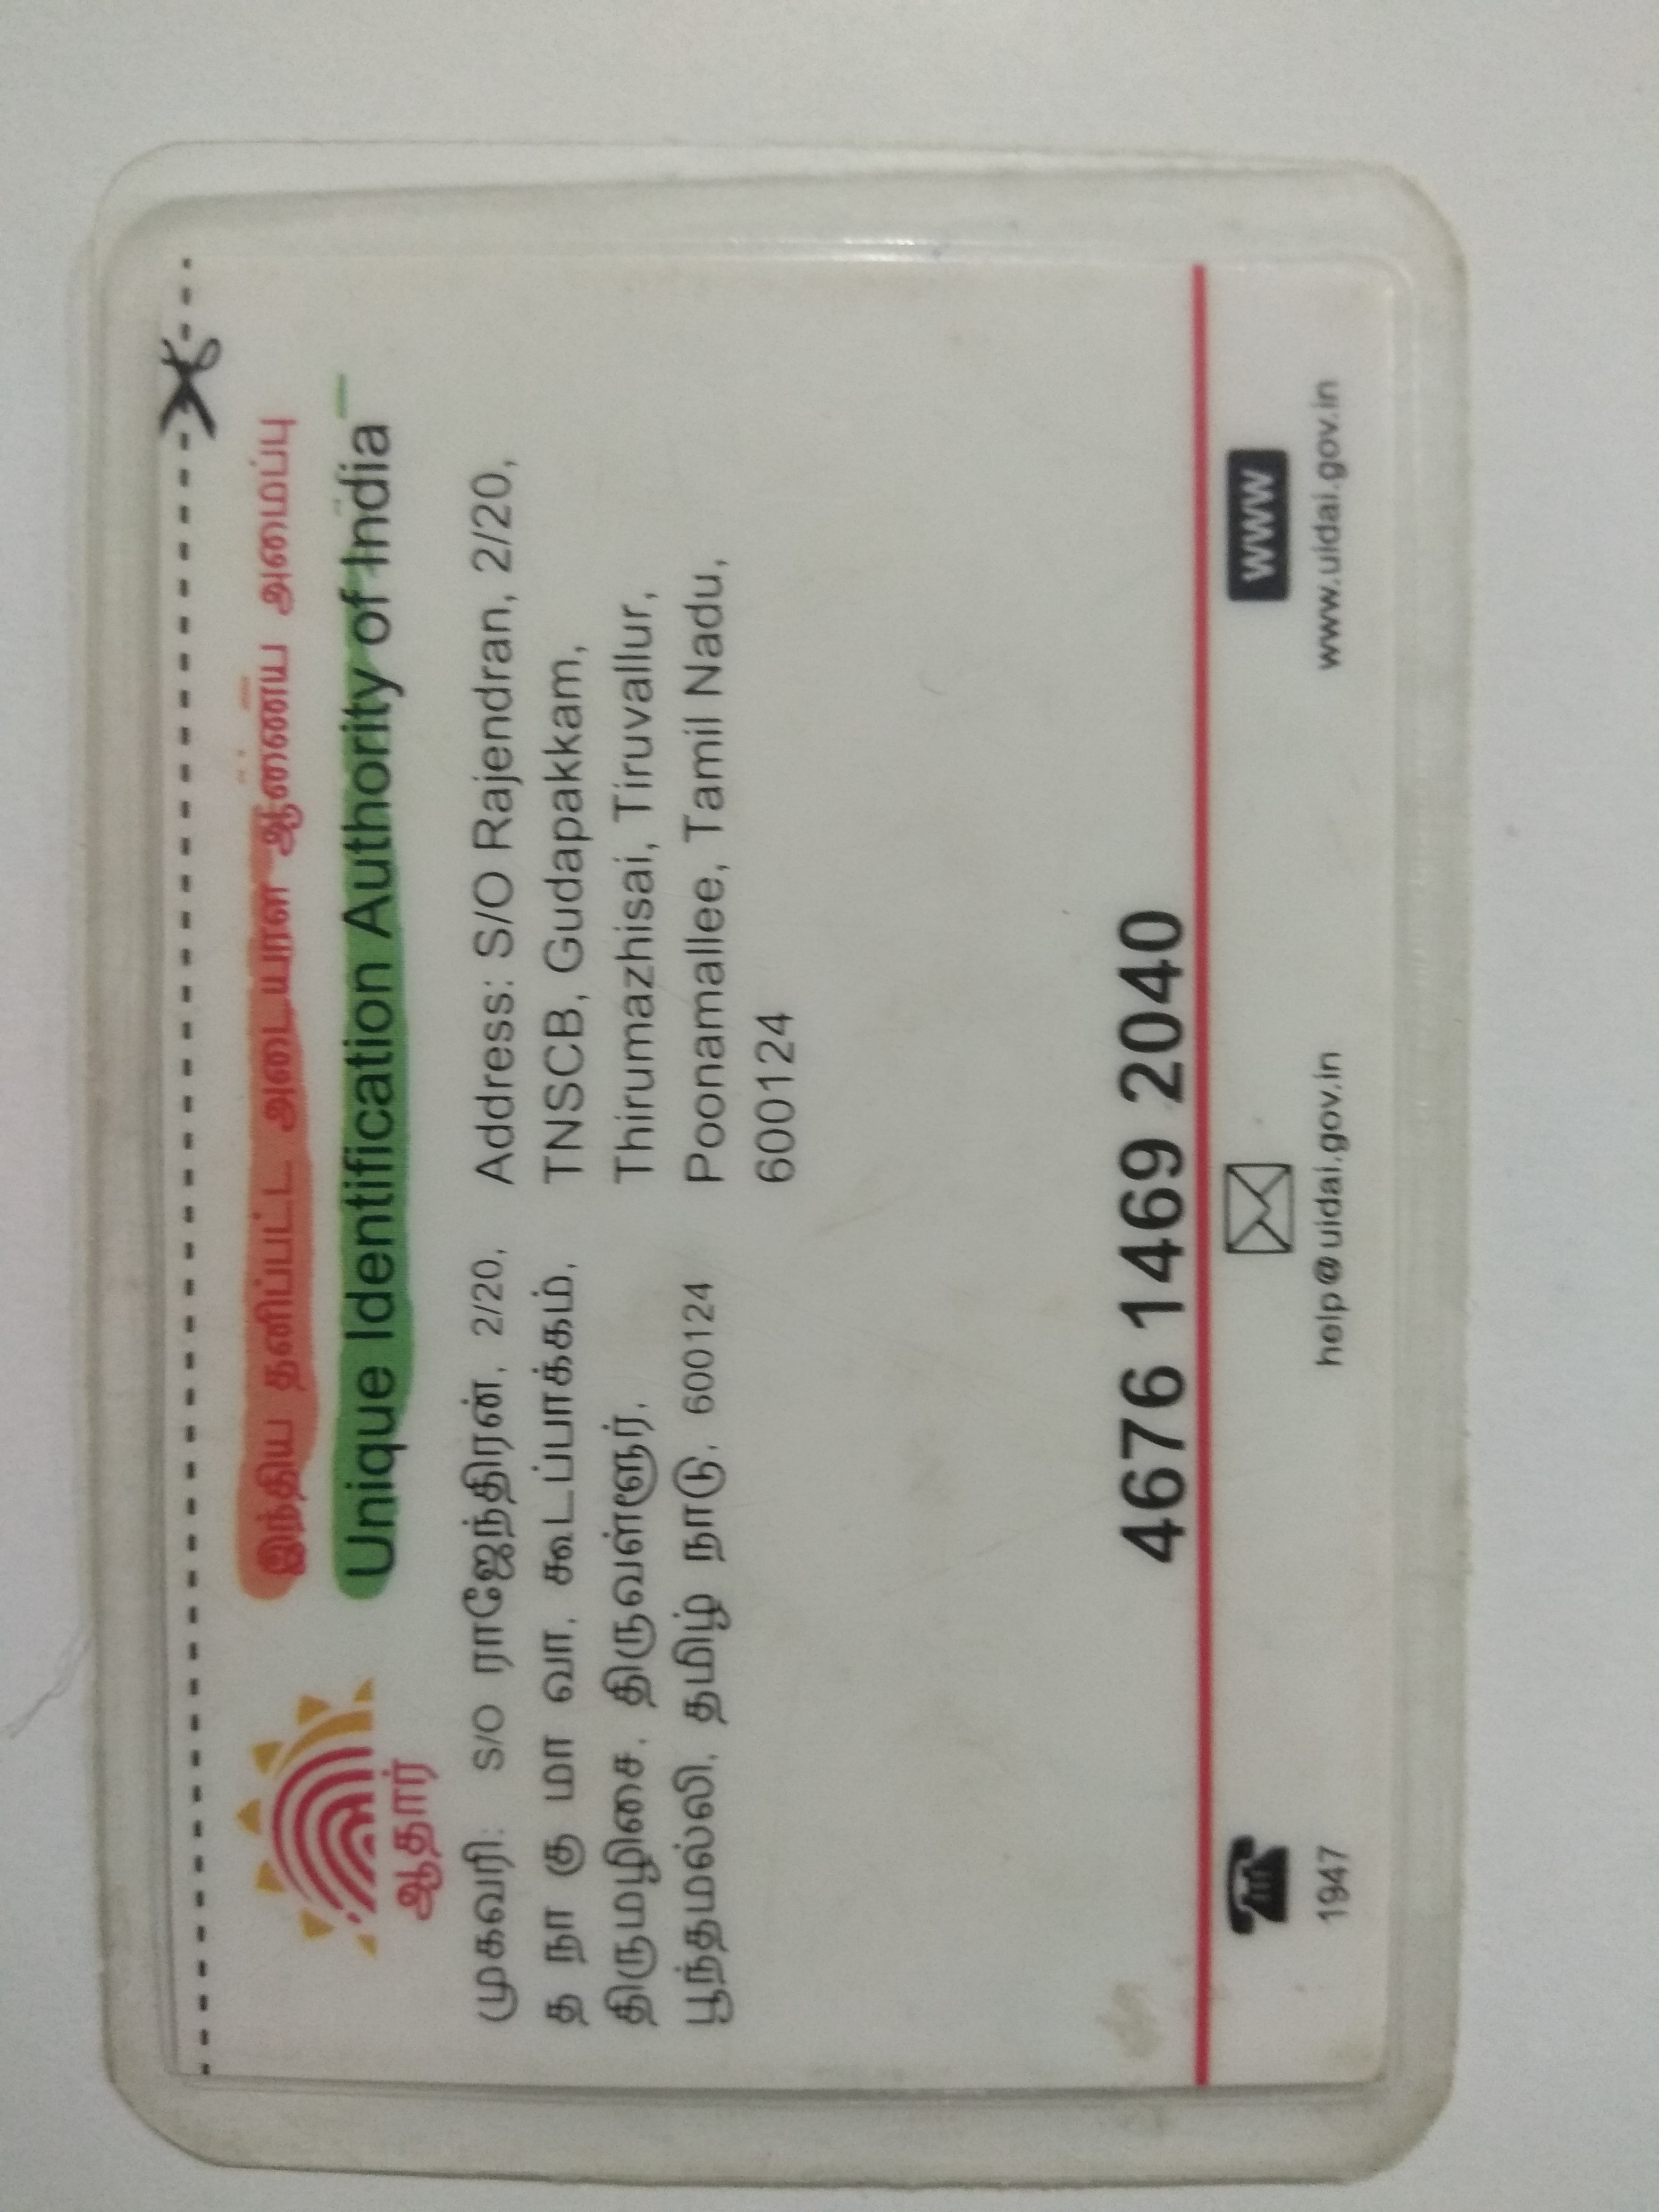 இந்திய தனிப்பட்ட அடையாள ஆணைய அமைப்பு
Unique Identification Authority of India
ஆதார்
முகவரி: S/O ராஜேந்திரன், 2/20,
த நா கு மா வா, கூடப்பாக்கம்,
திருமழிசை, திருவள்ளூர்,
பூந்தமல்லி, தமிழ் நாடு, 600124
Address: S/O Rajendran, 2/20,
TNSCB, Gudapakkam,
Thirumazhisai, Tiruvallur,
Poonamallee, Tamil Nadu,
600124
4676 1469 2040
1947
help@uidai.gov.in
WWW
www.uidai.gov.in